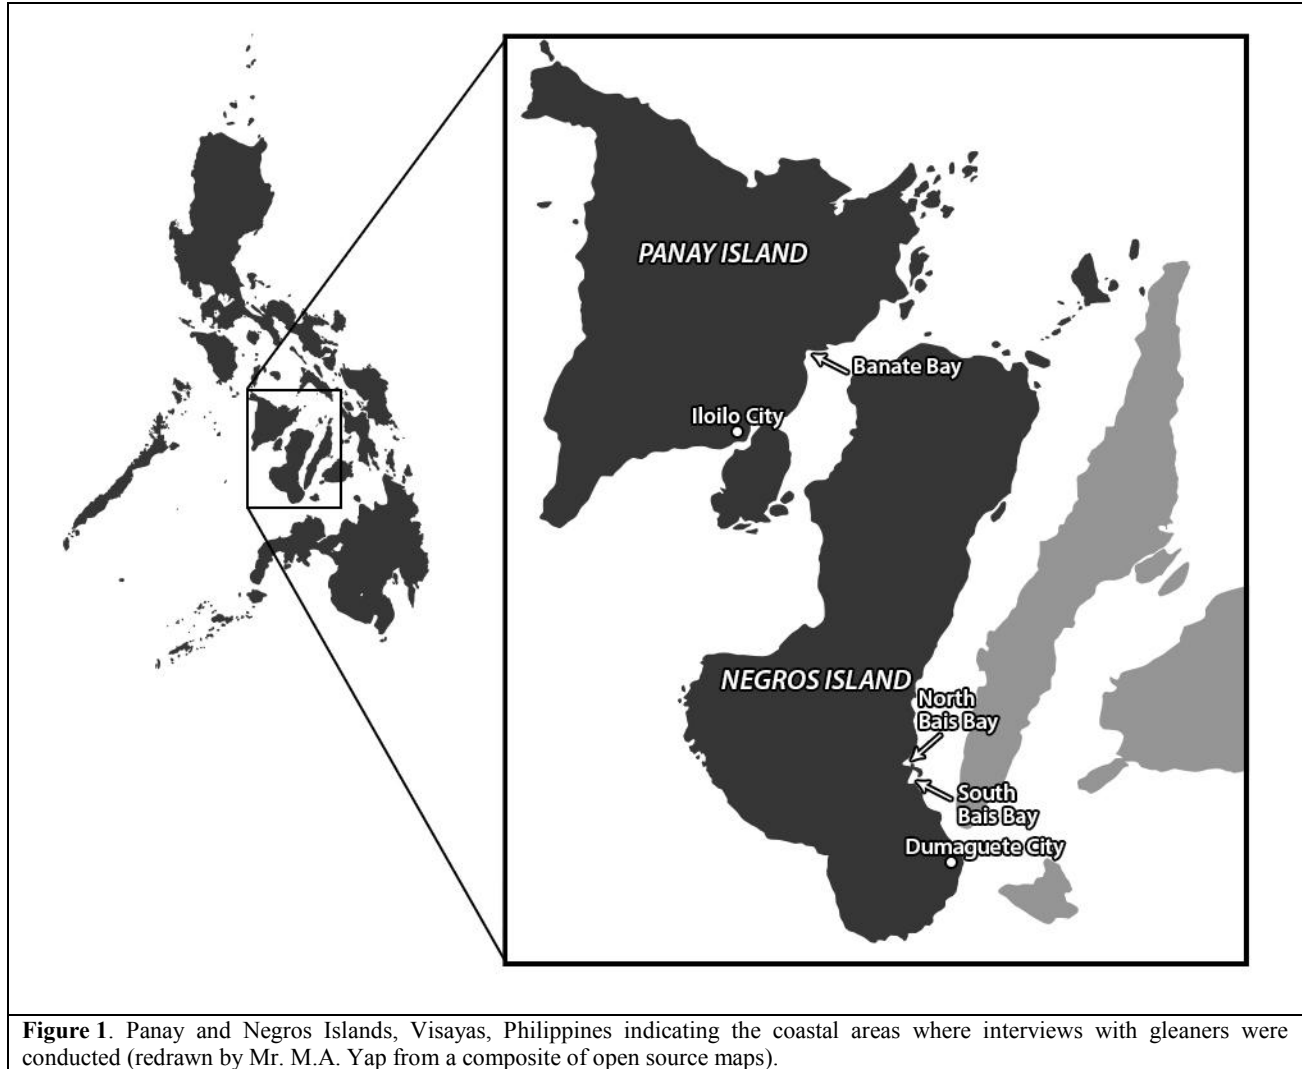 PANAY ISLAND
Banate Bay
Iloilo City
NEGROS ISLAND
North
Bais Bay
South
Bais Bay
Dumaguete City
Figure 1. Panay and Negros Islands, Visayas, Philippines indicating the coastal areas where interviews with gleaners were
conducted (redrawn by Mr. M.A. Yap from a composite of open source maps).